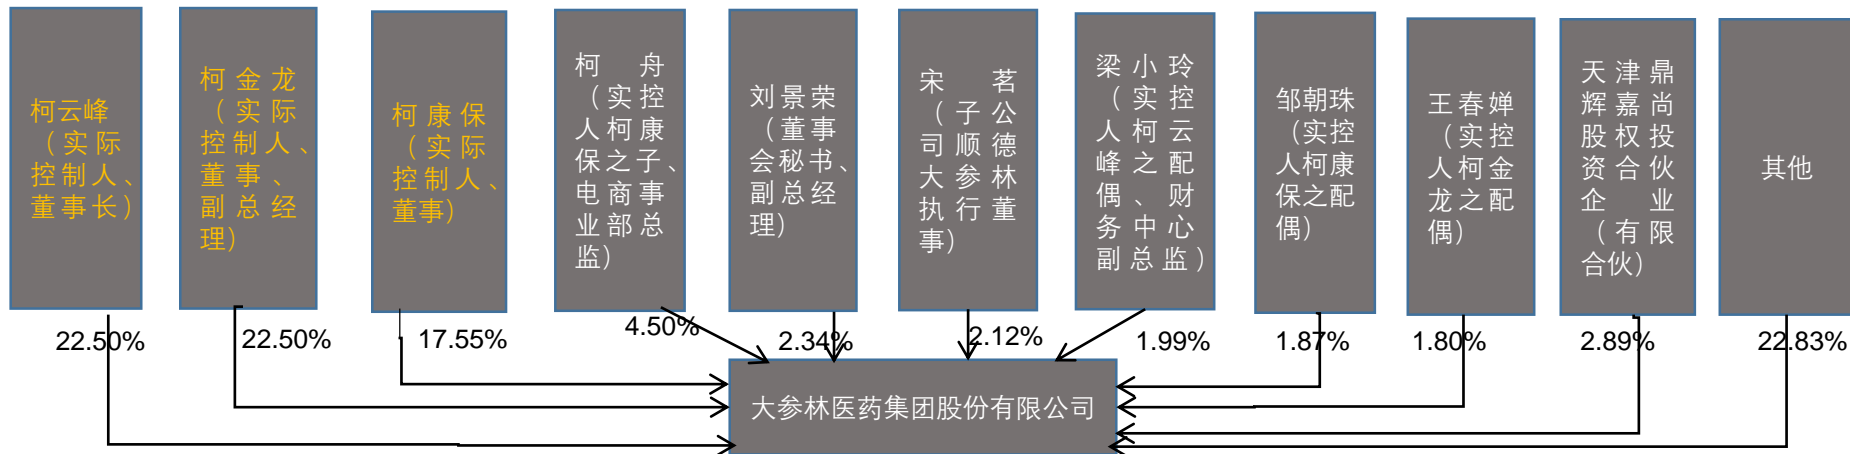 柯云峰
（实际
控制人、
董事长）
柯金龙
（实际
控制人、
董事、
副总经
理）
柯康保
（实际
控制人、
董事）
柯舟
（实控
人柯康
保之子、
电商事
业部总
监）
刘景荣
（董事
会秘书、
副总经
理）
宋茗
（子公
司顺德
大参林
执行董
事）
梁小玲
（实控
人柯云
峰之配
偶、财
务中心
副总监）
邹朝珠
（实控
人柯康
保之配
偶）
王春婵
（实控
人柯金
龙之配
偶）
天津鼎
辉嘉尚
股权投
资合伙
企业
（有限
合伙）
其他
22.50%
22.50%
17.55%
4.50%
2.34%
2.12%
1.99%
1.87%
1.80%
2.89%
22.83%
大参林医药集团股份有限公司